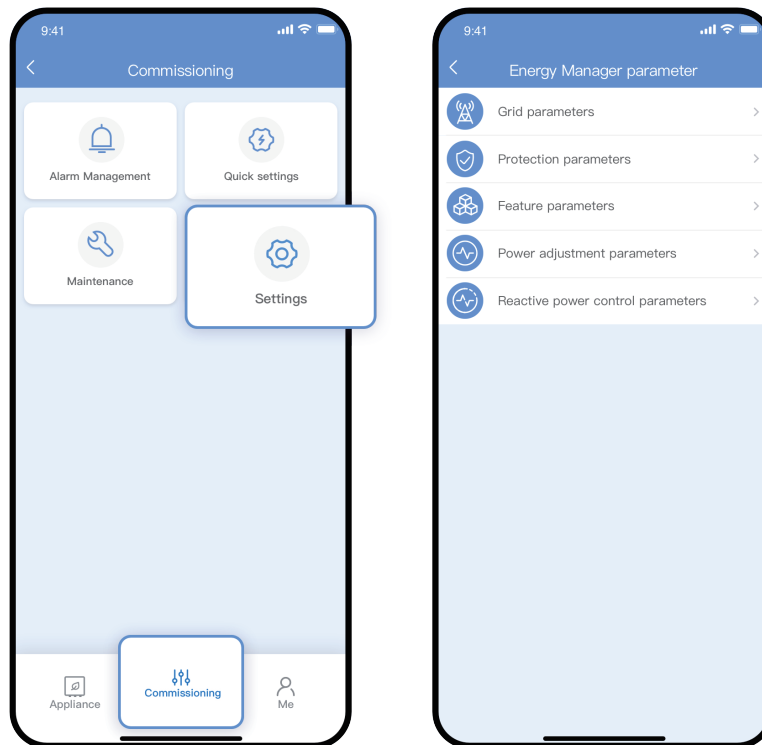 9:41
Commissioning
Alarm Management
Quick settings
Maintenance
Settings
Appliance
Commissioning
Me
9:41
Energy Manager parameter
Grid parameters
Protection parameters
Feature parameters
Power adjustment parameters
Reactive power control parameters